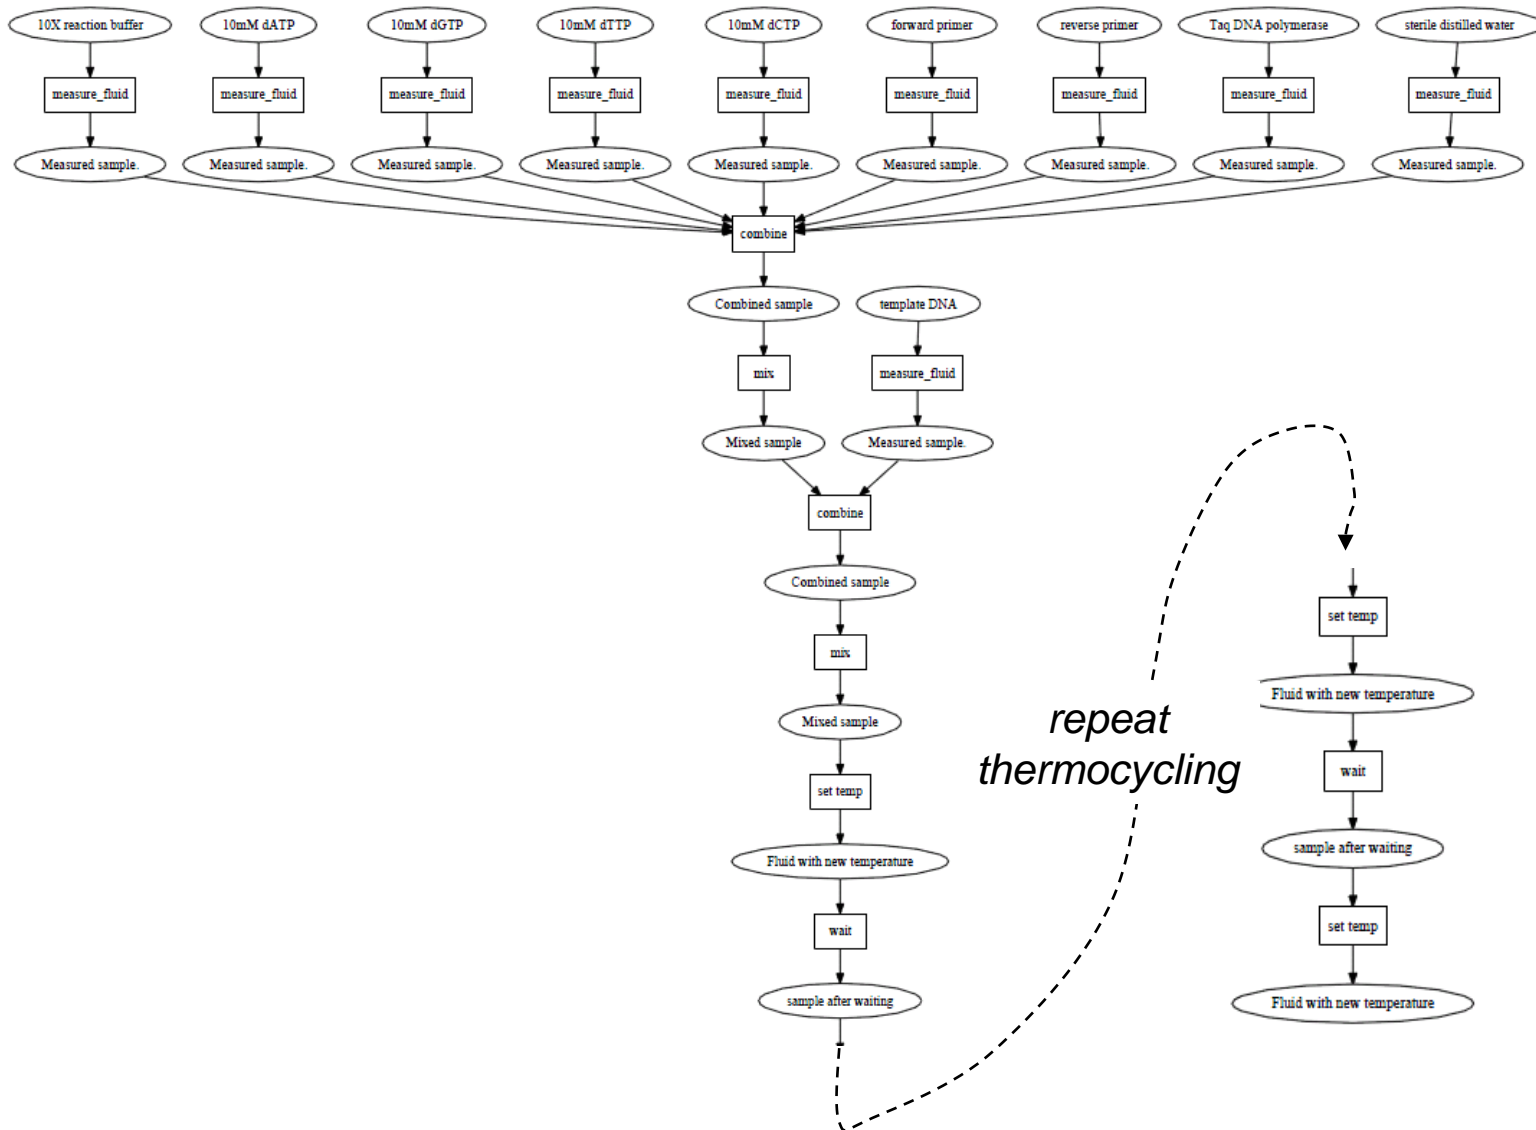 10X reaction buffer
10mM dATP
10mM dGTP
10mM dTTP
10mM dCTP
forward primer
reverse primer
Taq DNA polymerase
sterile distilled water
measure_fluid
measure_fluid
measure_fluid
measure_fluid
measure_fluid
measure_fluid
measure_fluid
measure_fluid
measure_fluid
Measured sample.
Measured sample.
Measured sample.
Measured sample.
Measured sample.
Measured sample.
Measured sample.
Measured sample.
Measured sample.
combine
Combined sample
template DNA
mix
measure_fluid
Mixed sample
Measured sample.
combine
Combined sample
mix
Mixed sample
set temp
Fluid with new temperature
wait
sample after waiting
repeat
thermocycling
set temp
Fluid with new temperature
wait
sample after waiting
set temp
Fluid with new temperature